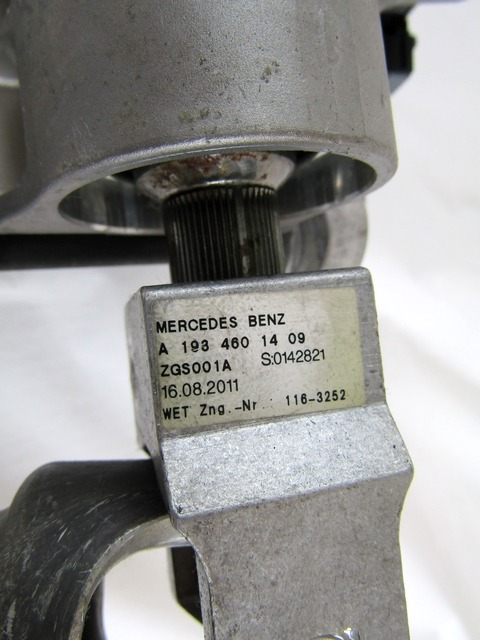 MERCEDES BENZ
A 193 460 14 09
ZGS001A S:0142821
16.08.2011
WET Zng.-Nr.: 116-3252